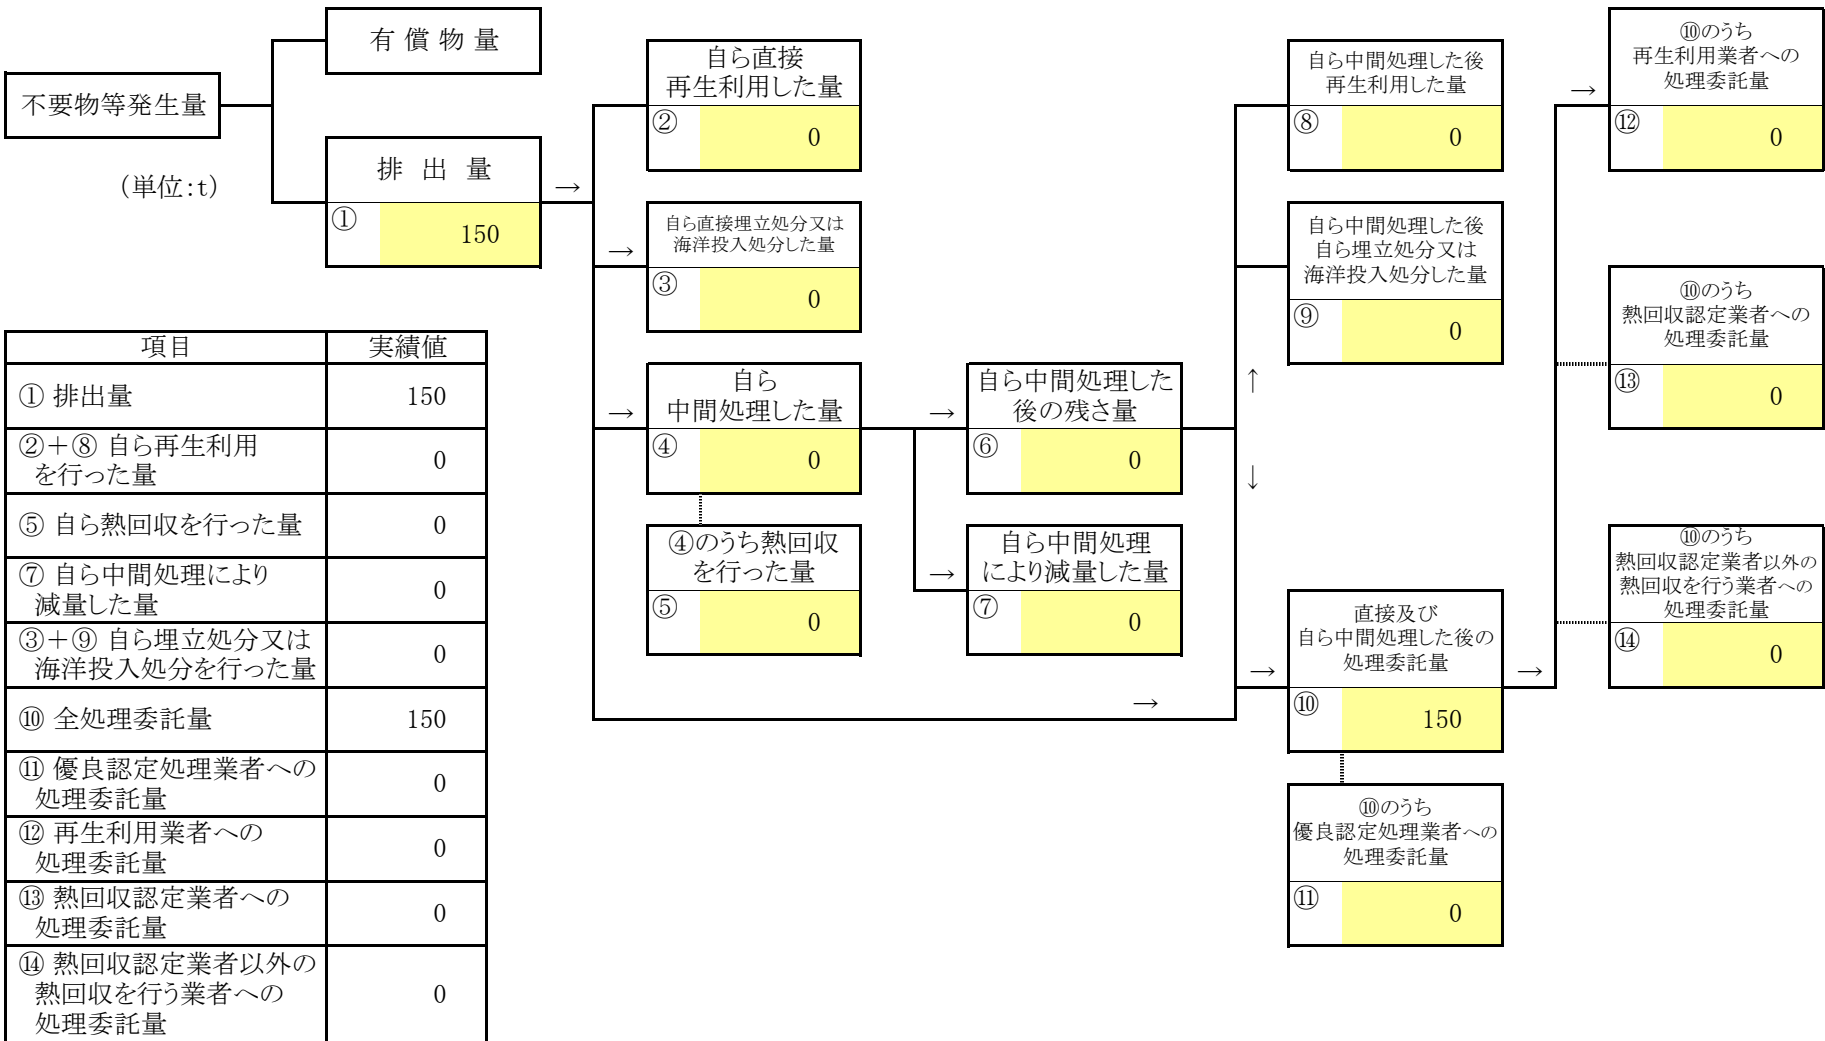 不要物等発生量
(単位:t)
有 償 物 量
排 出 量
①
150
→
自ら直接
再生利用した量
②
0
→
自ら直接埋立処分又は
海洋投入処分した量
③
0
→
自ら
中間処理した量
④
0
④のうち熱回収
を行った量
⑤
0
→
自ら中間処理した
後の残さ量
⑥
0
→
自ら中間処理
により減量した量
⑦
0
→
自ら中間処理した後
再生利用した量
⑧
0
自ら中間処理した後
自ら埋立処分又は
海洋投入処分した量
⑨
0
↑
↓
→
直接及び
自ら中間処理した後の
処理委託量
⑩
150
⑩のうち
優良認定処理業者への
処理委託量
⑪
0
→
→
⑩のうち
再生利用業者への
処理委託量
⑫
0
⑩のうち
熱回収認定業者への
処理委託量
⑬
0
⑩のうち
熱回収認定業者以外の
熱回収を行う業者への
処理委託量
⑭
0
項目 実績値
① 排出量 150
②+⑧ 自ら再生利用
を行った量 0
⑤ 自ら熱回収を行った量 0
⑦ 自ら中間処理により
減量した量 0
③+⑨ 自ら埋立処分又は
海洋投入処分を行った量 0
⑩ 全処理委託量 150
⑪ 優良認定処理業者への
処理委託量 0
⑫ 再生利用業者への
処理委託量 0
⑬ 熱回収認定業者への
処理委託量 0
⑭ 熱回収認定業者以外の
熱回収を行う業者への 0
処理委託量